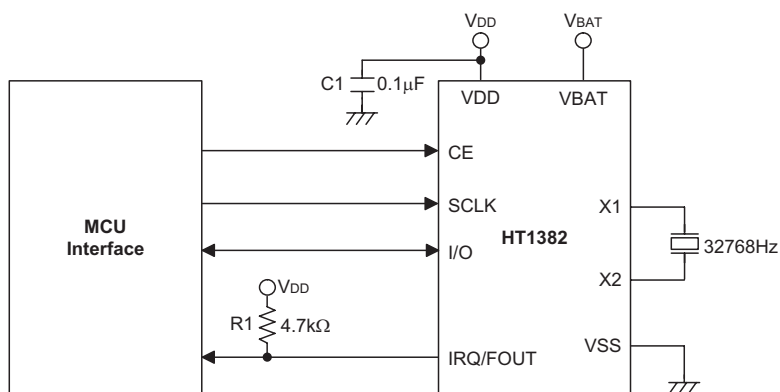 VDD
VBAT
C1
0.1μF
VDD
VBAT
CE
SCLK
I/O
IRQ/FOUT
MCU
Interface
HT1382
X1
X2
VSS
32768Hz
VDD
R1
4.7kΩ